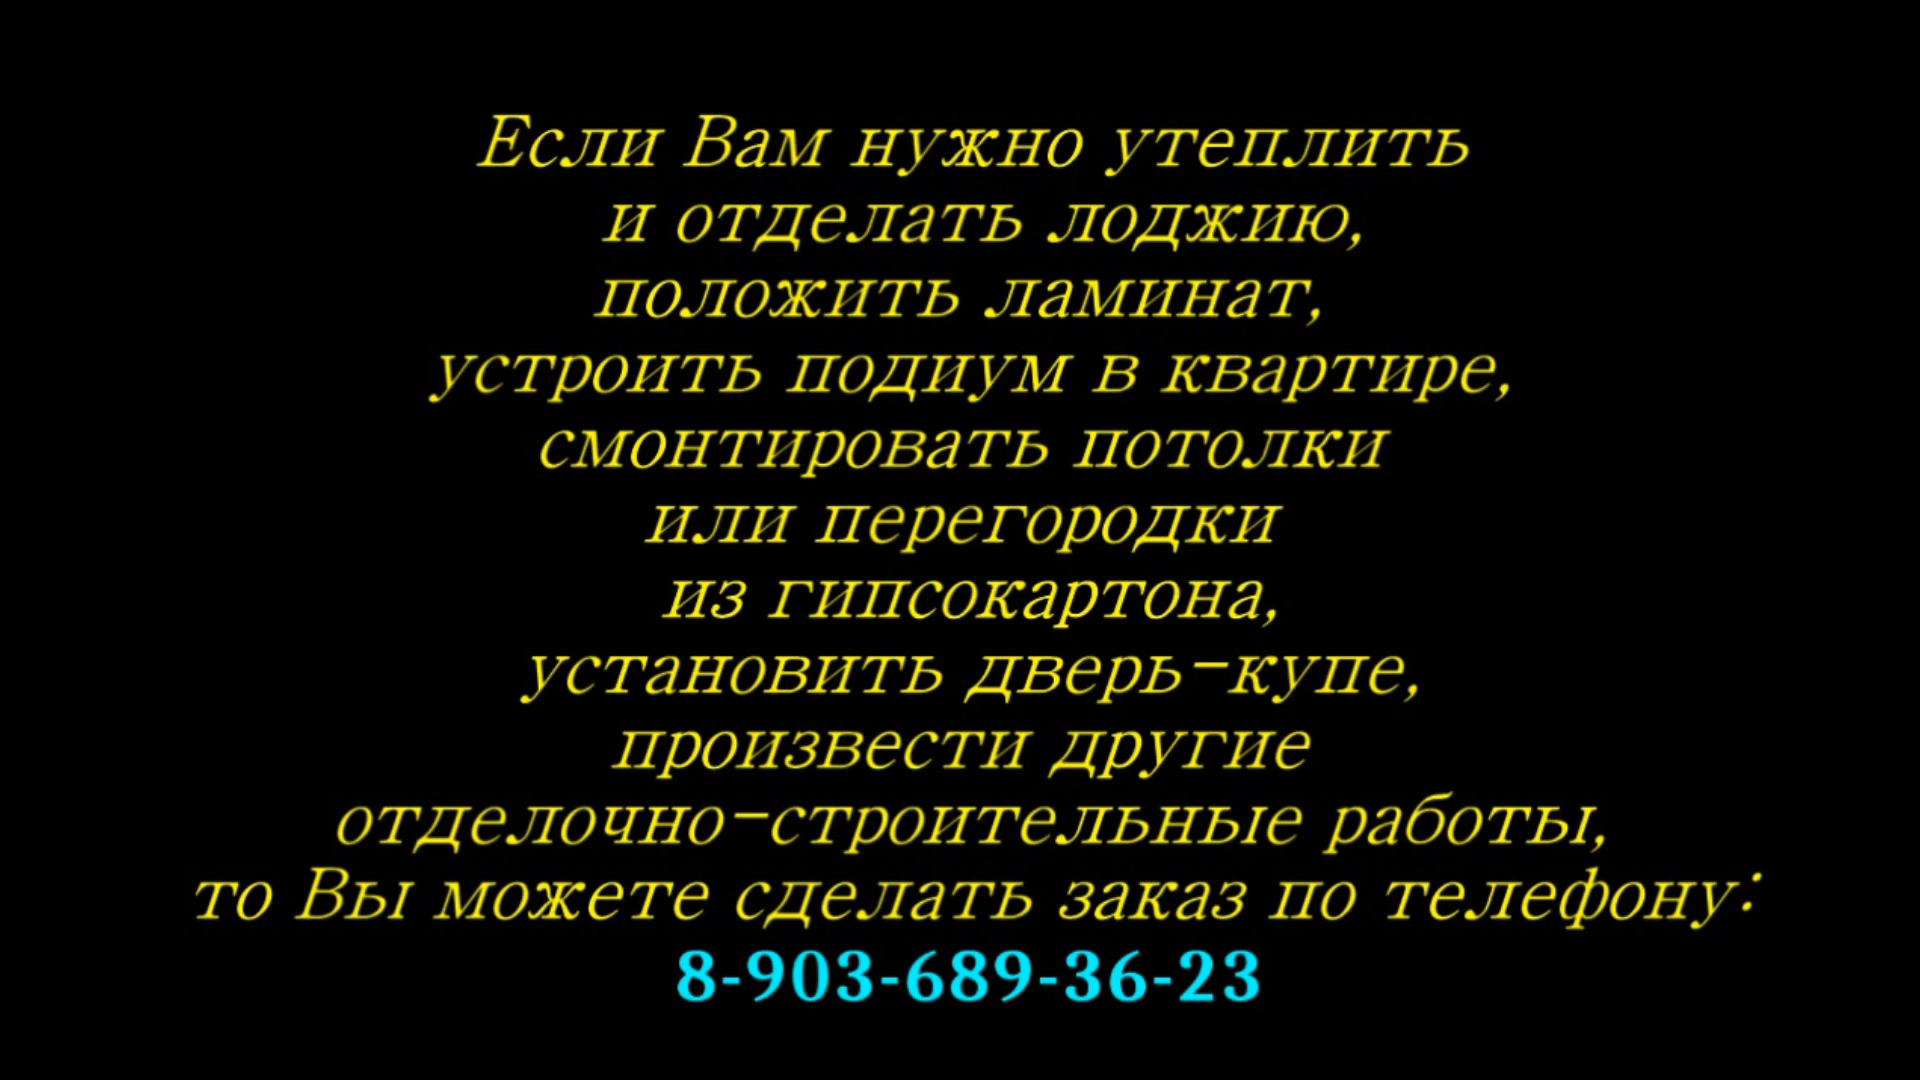 Если Вам нужно утеплить
и отделать лоджию,
положить ламинат,
устроить подиум в квартире,
смонтировать потолки
или перегородки
из гипсокартона,
установить дверь-купе,
произвести другие
отделочно-строительные работы,
то Вы можете сделать заказ по телефону:
8-903-689-36-23